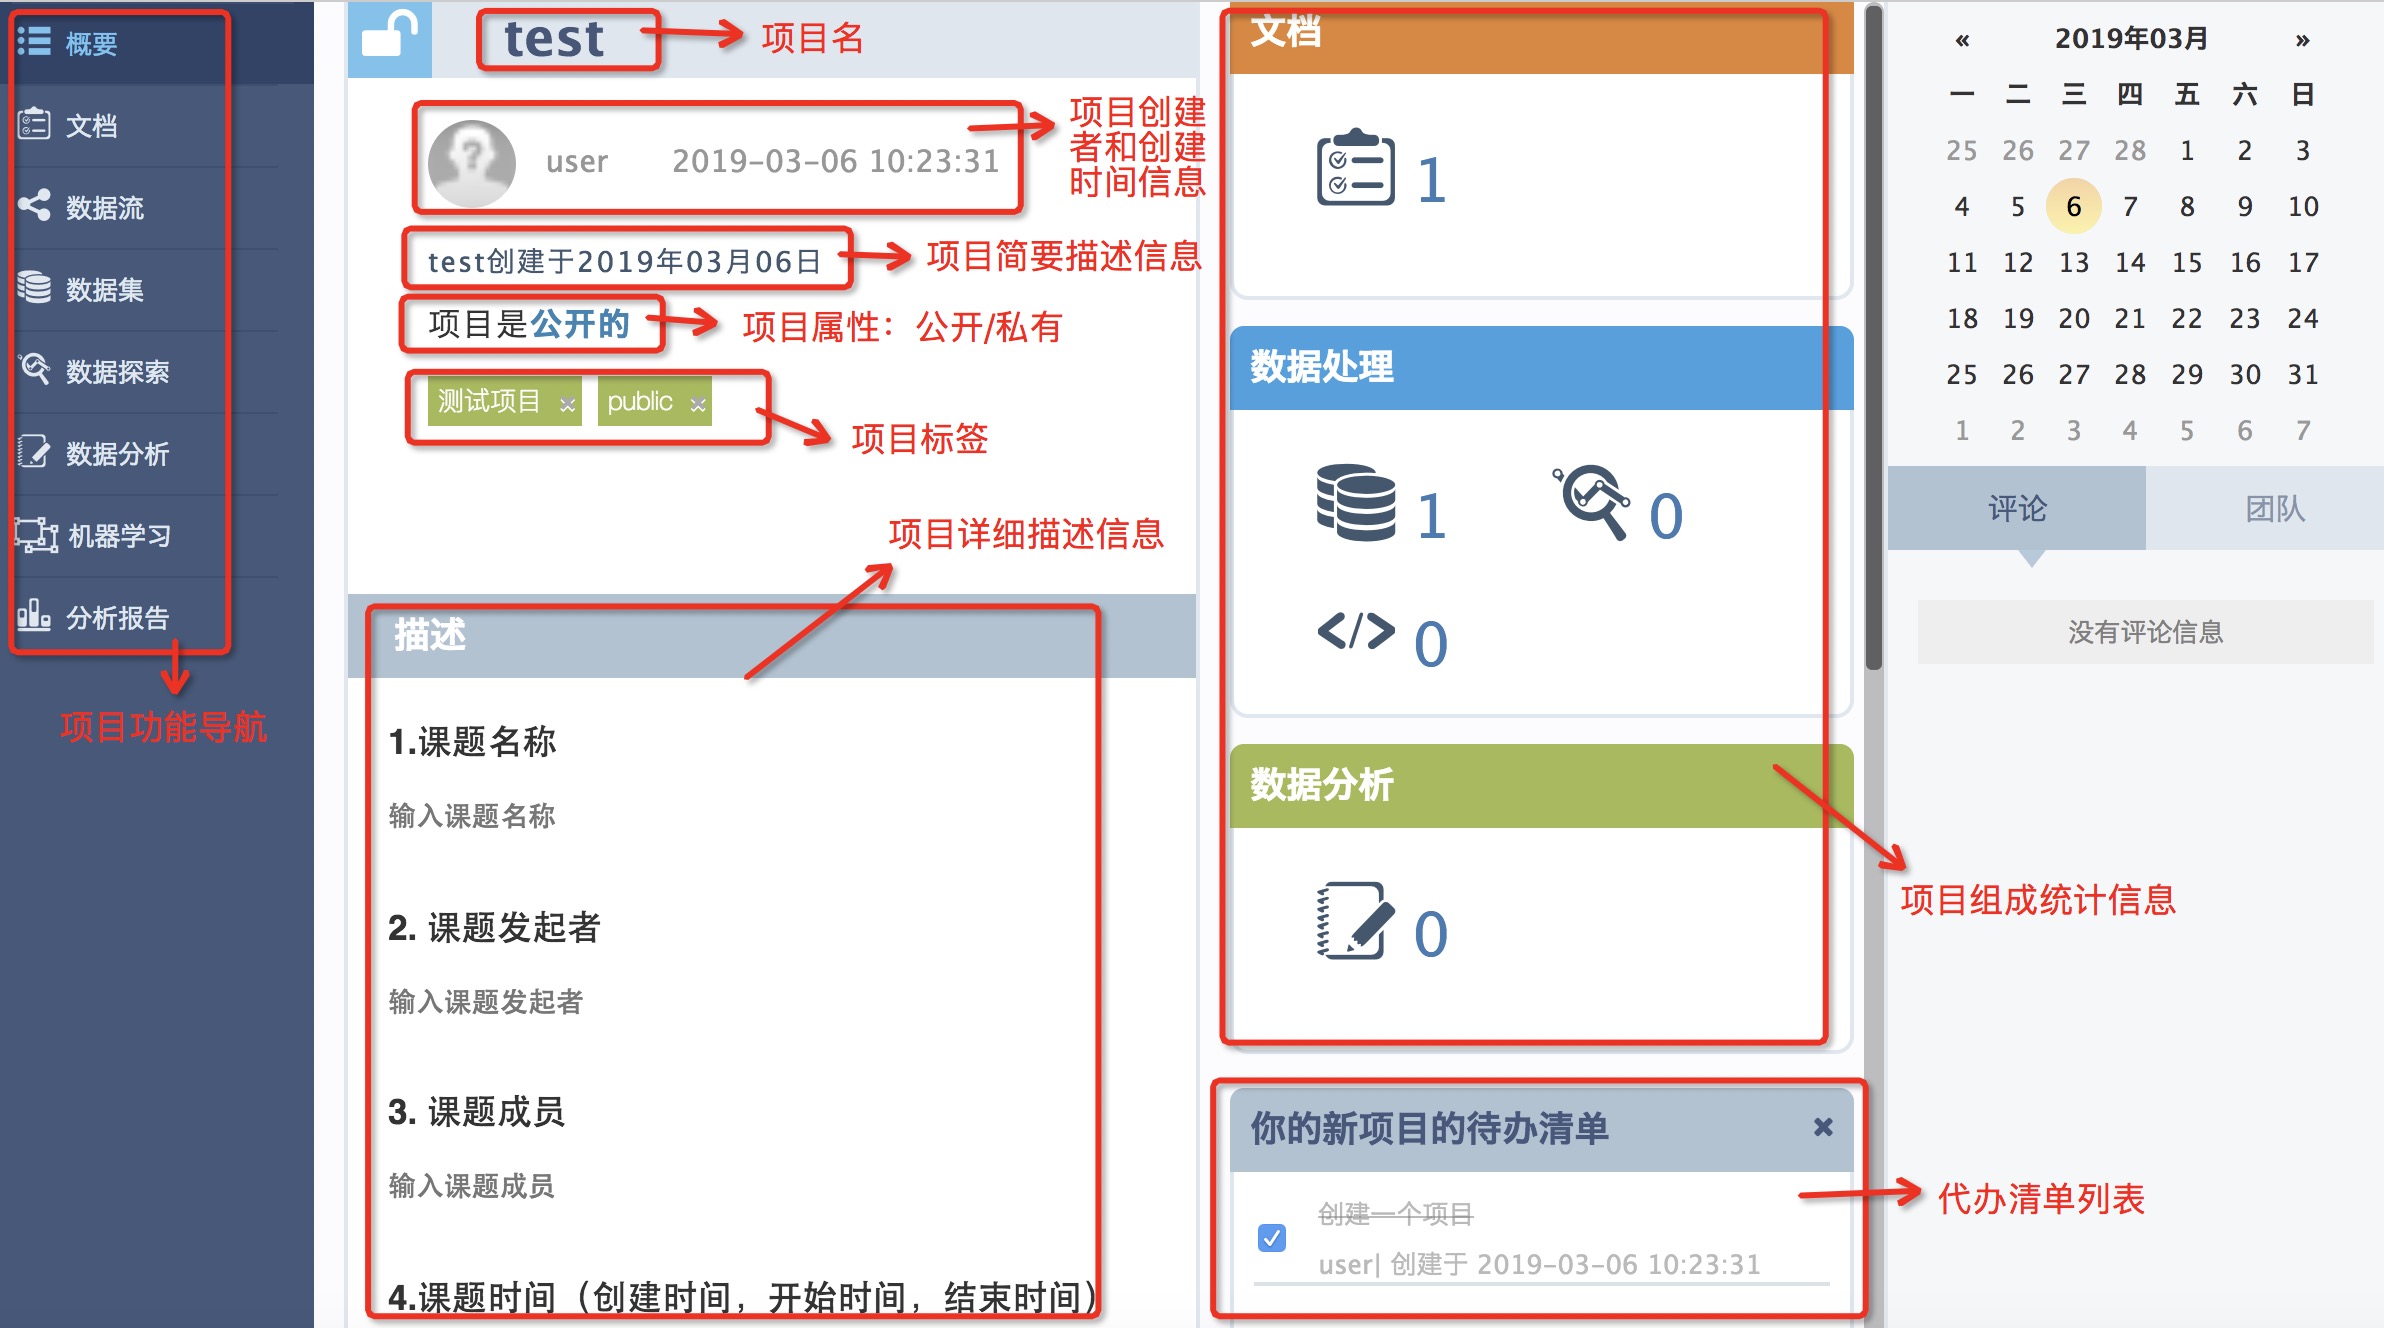 概要
文档
数据流
数据集
数据探索
数据分析
机器学习
分析报告
项目功能导航
test
项目名
user
2019-03-06 10:23:31
项目创建
者和创建
时间信息
test创建于2019年03月06日
项目简要描述信息
项目是公开的
项目属性：公开/私有
测试项目
public
项目标签
项目详细描述信息
描述
1.课题名称
输入课题名称
2. 课题发起者
输入课题发起者
3. 课题成员
输入课题成员
4.课题时间（创建时间，开始时间，结束时间）
文档
1
数据处理
1
0
</> 0
数据分析
0
项目组成统计信息
你的新项目的待办清单
创建一个项目
user| 创建于 2019-03-06 10:23:31
代办清单列表
« 2019年03月 »
一 二 三 四 五 六 日
25 26 27 28 1 2 3
4 5 6 7 8 9 10
11 12 13 14 15 16 17
18 19 20 21 22 23 24
25 26 27 28 29 30 31
1 2 3 4 5 6 7
评论
团队
没有评论信息